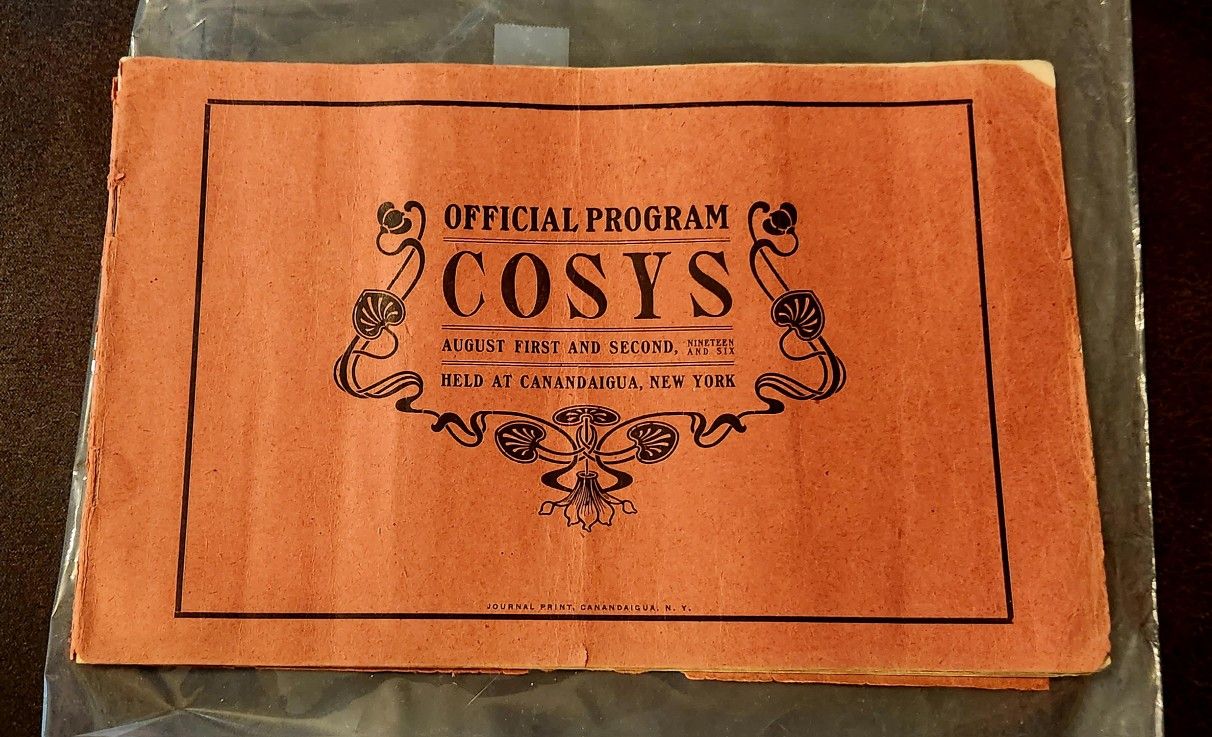 OFFICIAL PROGRAM
COSYS
AUGUST FIRST AND SECOND, NINETEEN AND SIX
HELD AT CANANDAIGUA, NEW YORK
JOURNAL PRINT, CANANDAIGUA, N. Y.